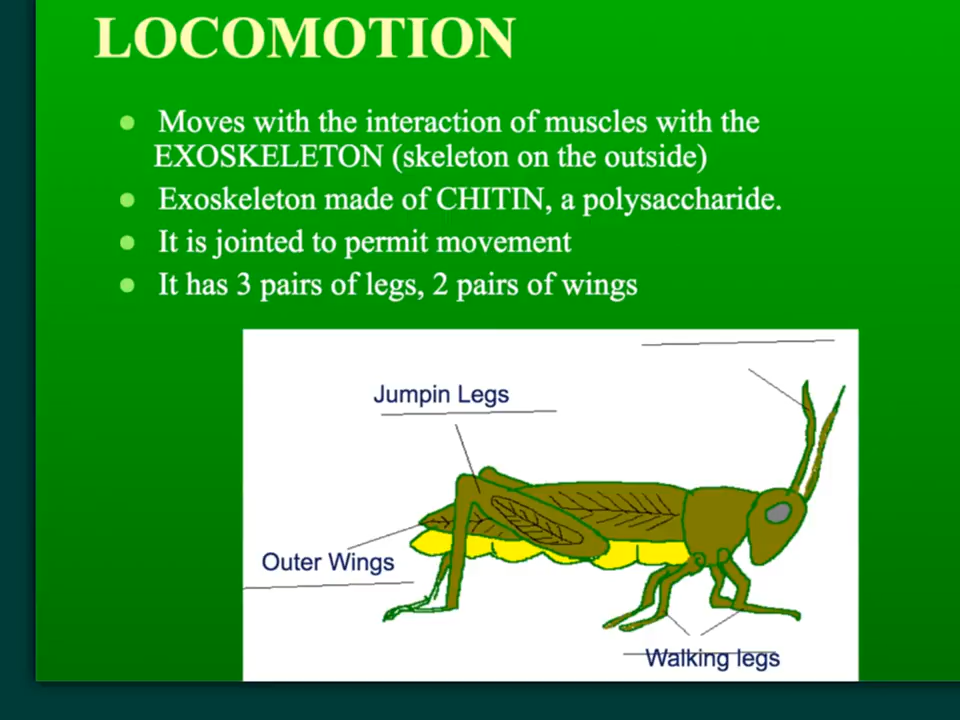 LOCOMOTION
Moves with the interaction of muscles with the
EXOSKELETON (skeleton on the outside)
Exoskeleton made of CHITIN, a polysaccharide.
It is jointed to permit movement
It has 3 pairs of legs, 2 pairs of wings
Jumpin Legs
Outer Wings
Walking legs